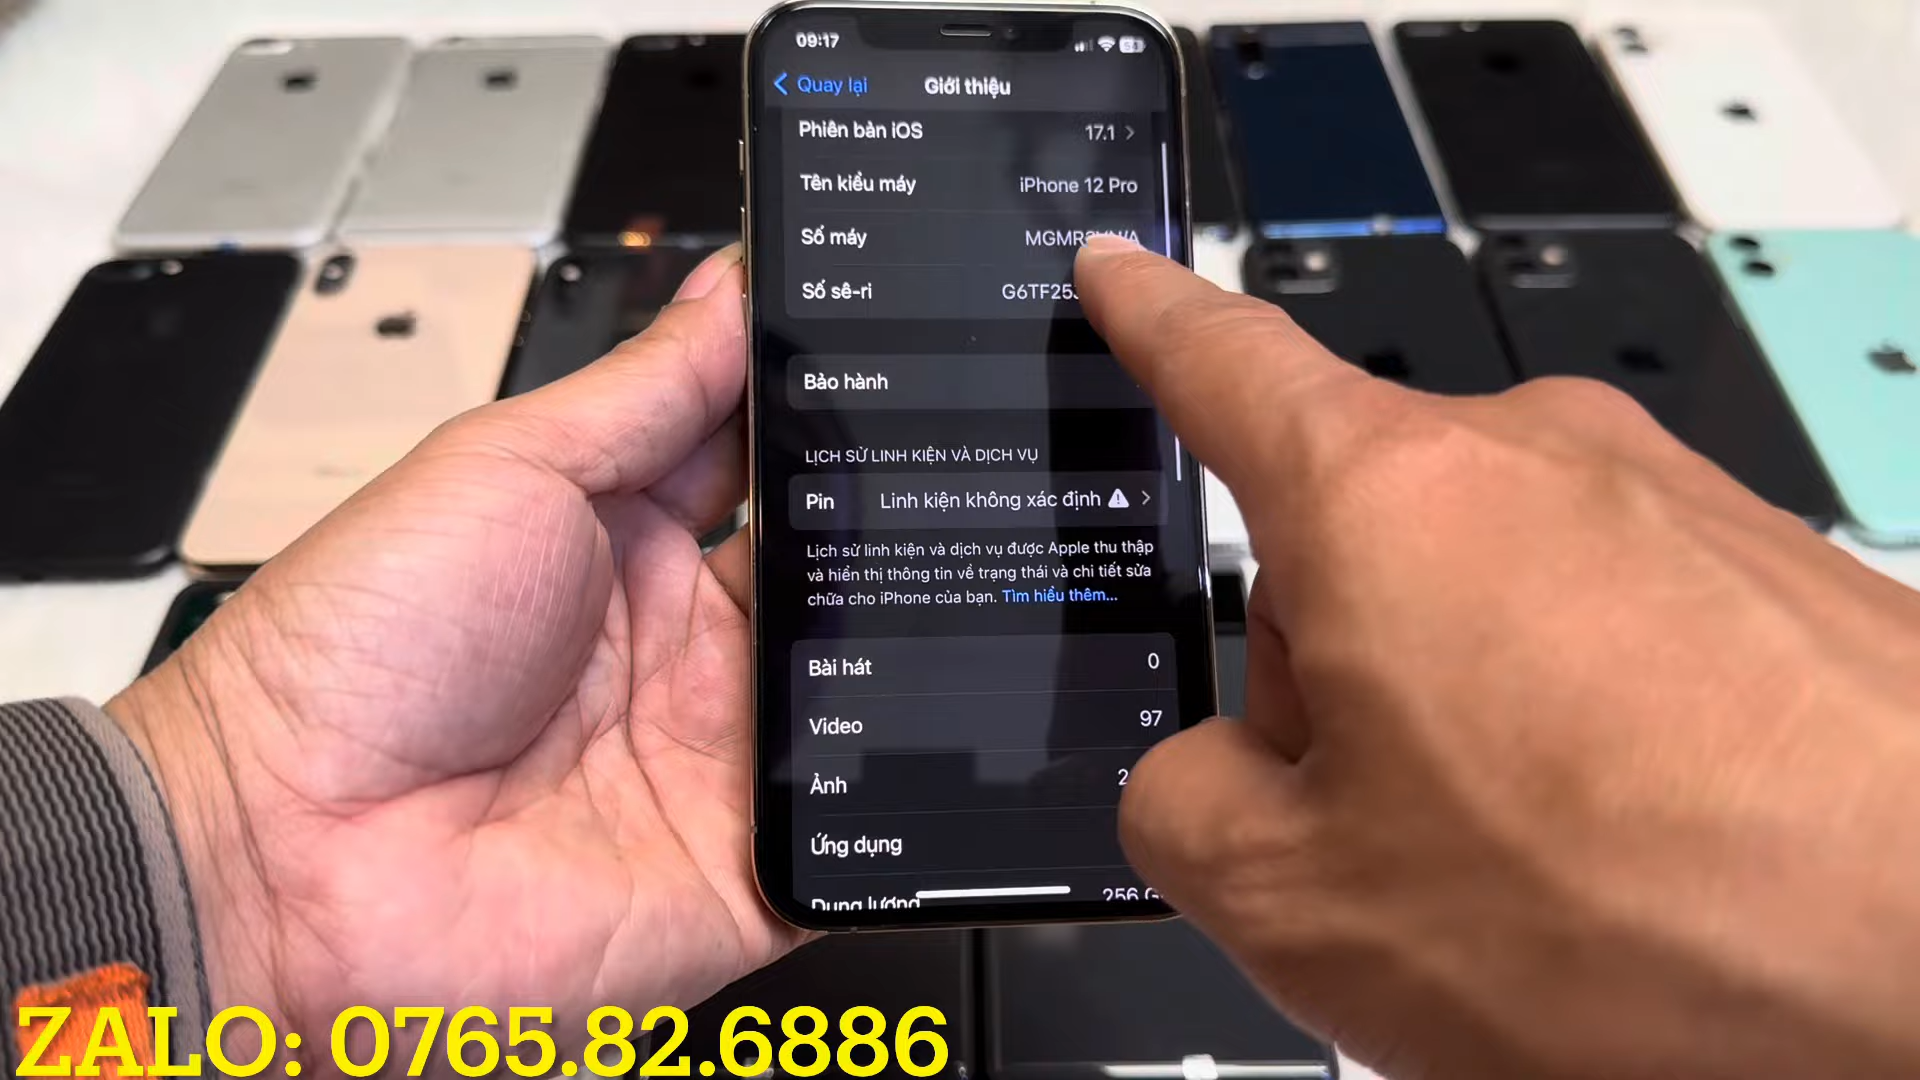 09:17
54
Quay lại
Giới thiệu
Phiên bản iOS 17.1
Tên kiểu máy iPhone 12 Pro
Số máy
Số sê-ri
Bảo hành
LỊCH SỬ LINH KIỆN VÀ DỊCH VỤ
Pin Linh kiện không xác định
Lịch sử linh kiện và dịch vụ được Apple thu thập
và hiển thị thông tin về trạng thái và chi tiết sửa
chữa cho iPhone của bạn. Tìm hiểu thêm...
Bài hát 0
Video 97
Ảnh
Ứng dụng
Dung lượng 256
ZALO: 0765.82.6886